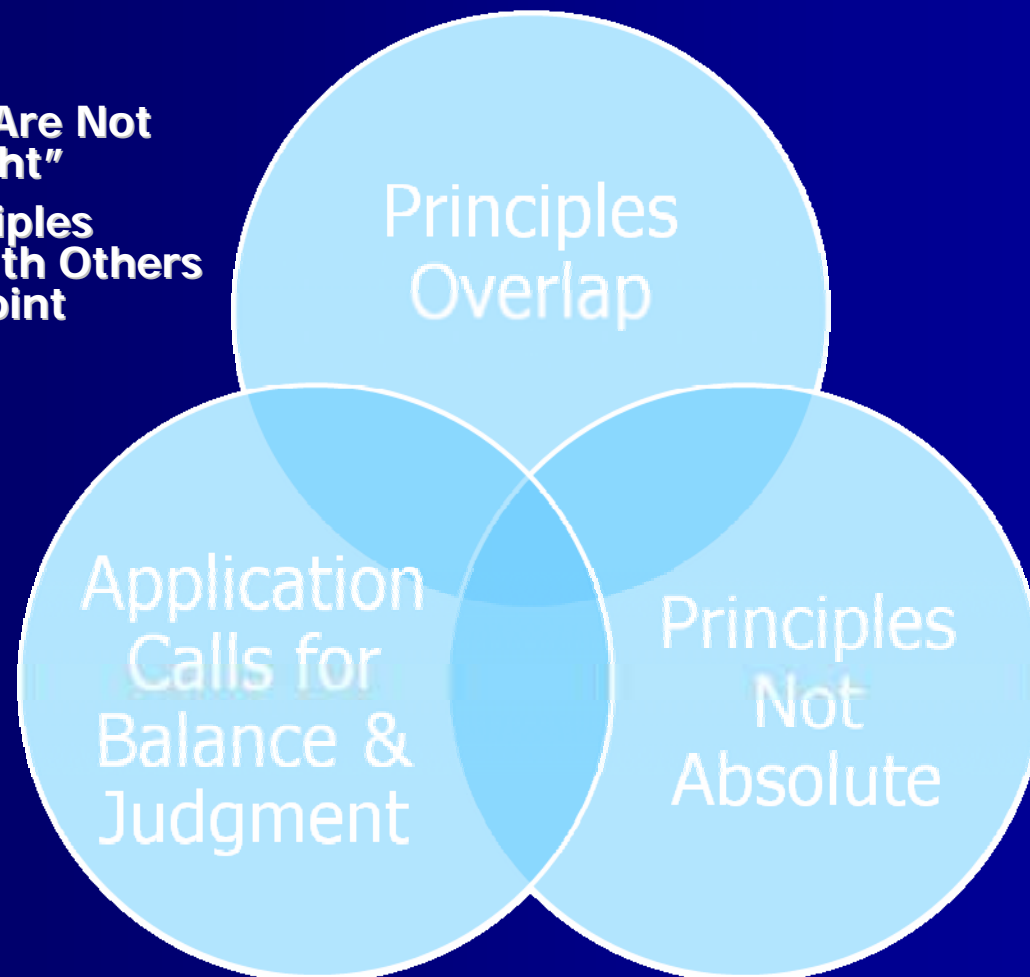 Are Not
ht”
iples
th Others
oint
Principles
Overlap
Application
Calls for
Balance &
Judgment
Principles
Not
Absolute